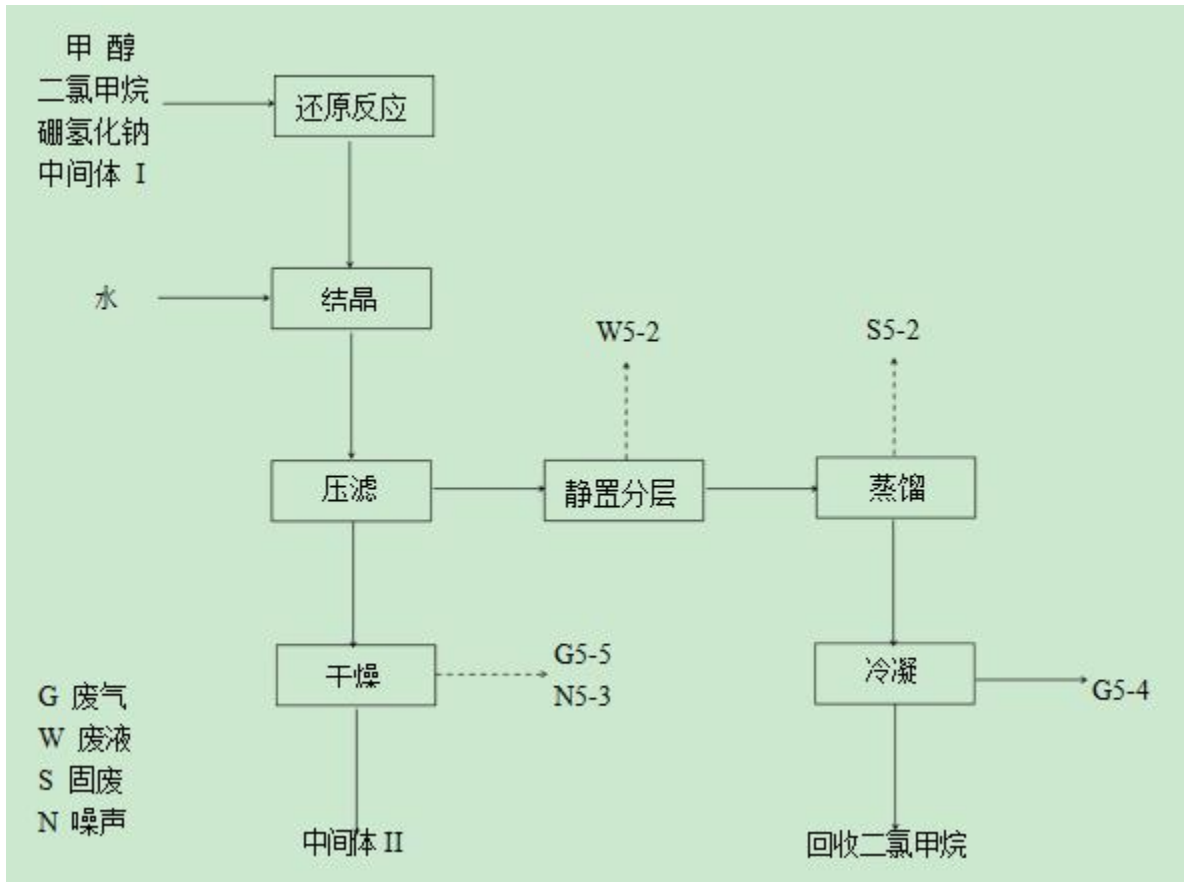 甲 醇
二氯甲烷
硼氢化钠
中间体 I
还原反应
水
结晶
W5-2
S5-2
压滤
静置分层
蒸馏
干燥
G5-5
N5-3
冷凝
G5-4
G 废气
W 废液
S 固废
N 噪声
中间体 II
回收二氯甲烷